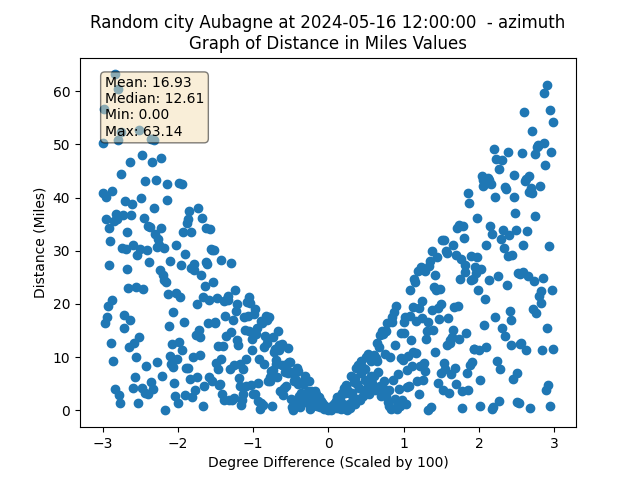 Random city Aubagne at 2024-05-16 12:00:00 - azimuth
Graph of Distance in Miles Values
Mean: 16.93
Median: 12.61
Min: 0.00
Max: 63.14
Distance (Miles)
60
50
40
30
20
10
0
−3 −2 −1 0 1 2 3
Degree Difference (Scaled by 100)